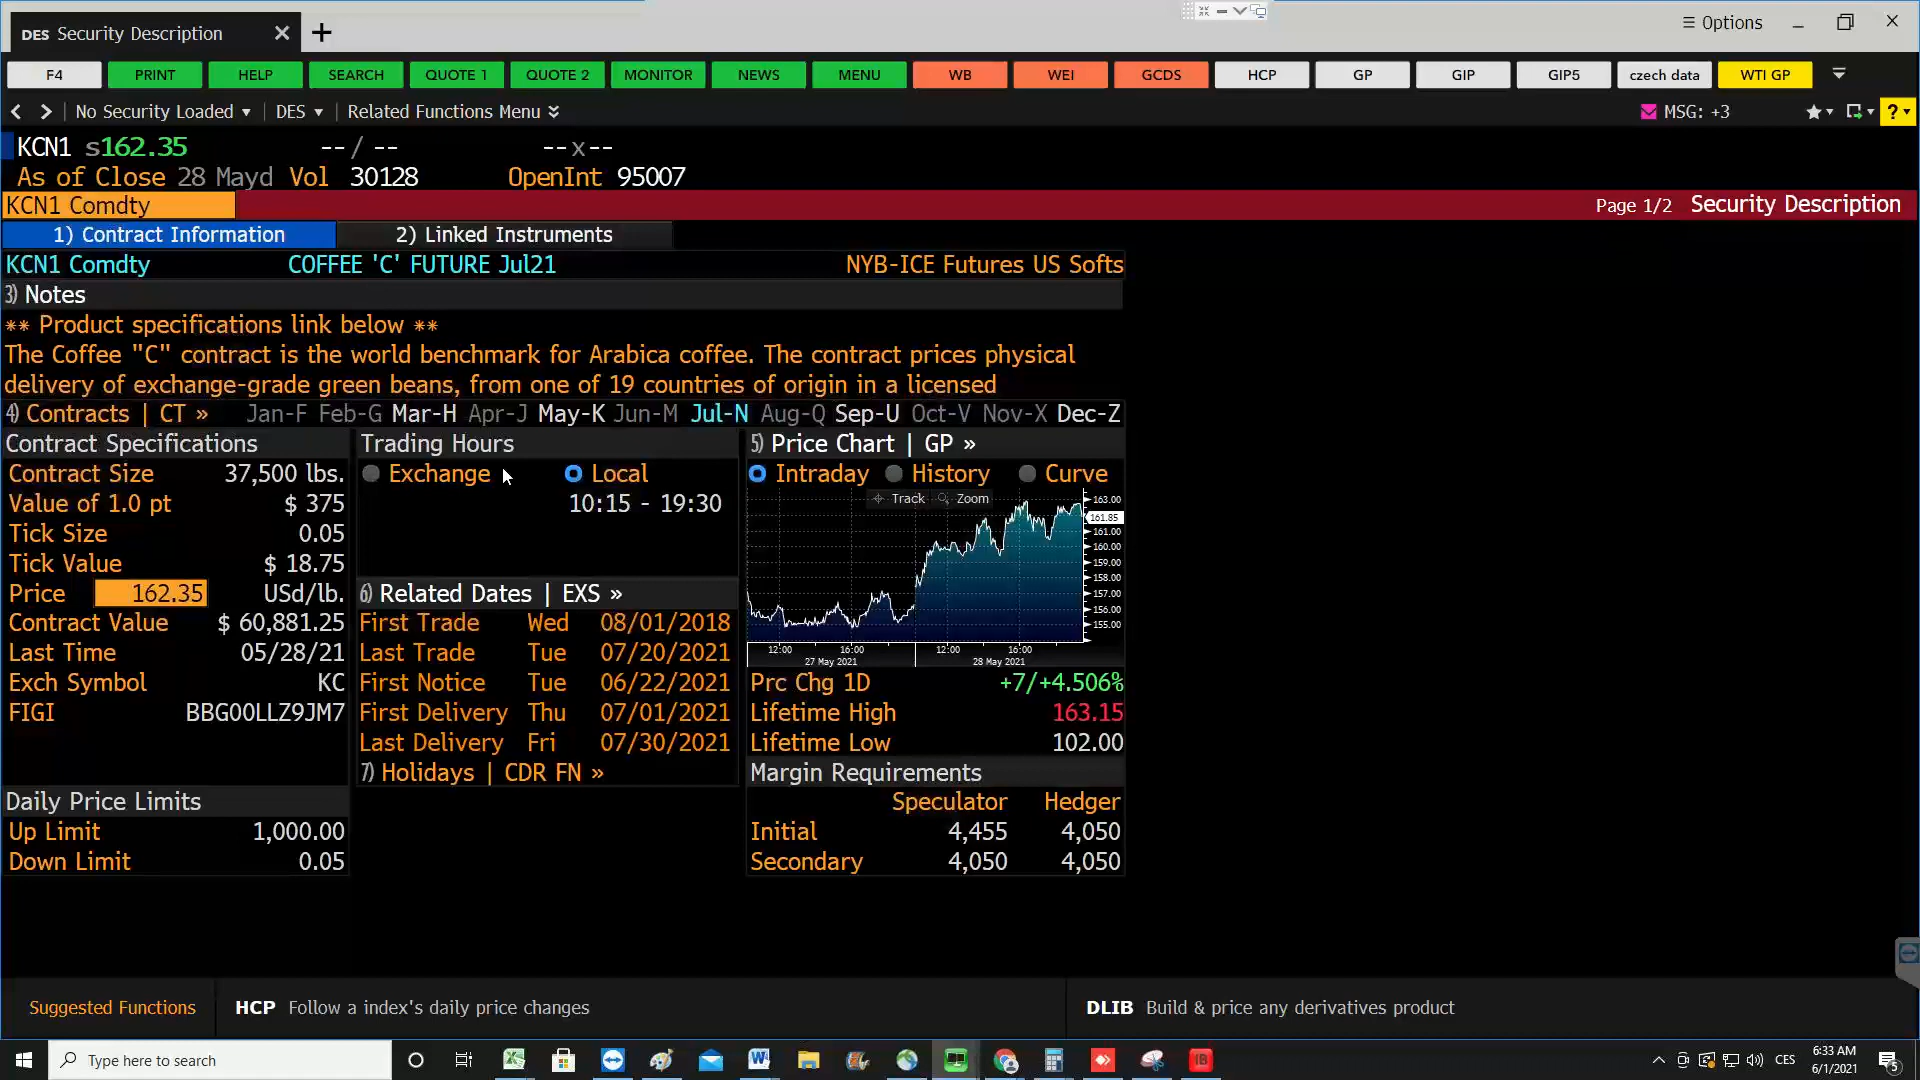 DES Security Description
Options
F4 PRINT HELP SEARCH QUOTE 1 QUOTE 2 MONITOR NEWS MENU WB WEI GCDS HCP GP GIP GIP5 czech data WTI GP
No Security Loaded DES Related Functions Menu MSG: +3 ?
KCN1 s162.35 -- / -- --x--
As of Close 28 Mayd Vol 30128 OpenInt 95007
KCN1 Comdty Page 1/2 Security Description
1) Contract Information 2) Linked Instruments
KCN1 Comdty COFFEE 'C' FUTURE Jul21 NYB-ICE Futures US Softs
3) Notes
** Product specifications link below **
The Coffee "C" contract is the world benchmark for Arabica coffee. The contract prices physical
delivery of exchange-grade green beans, from one of 19 countries of origin in a licensed
4) Contracts | CT » Jan-F Feb-G Mar-H Apr-J May-K Jun-M Jul-N Aug-Q Sep-U Oct-V Nov-X Dec-Z
Contract Specifications
Contract Size 37,500 lbs.
Value of 1.0 pt $ 375
Tick Size 0.05
Tick Value $ 18.75
Price 162.35 USd/lb.
Contract Value $ 60,881.25
Last Time 05/28/21
Exch Symbol KC
FIGI BBG00LLZ9JM7
Daily Price Limits
Up Limit 1,000.00
Down Limit 0.05
Trading Hours
Exchange Local
10:15 - 19:30
6) Related Dates | EXS »
First Trade Wed 08/01/2018
Last Trade Tue 07/20/2021
First Notice Tue 06/22/2021
First Delivery Thu 07/01/2021
Last Delivery Fri 07/30/2021
7) Holidays | CDR FN »
5) Price Chart | GP »
Intraday History Curve
Track Zoom
163.00
161.85
161.00
160.00
159.00
158.00
157.00
156.00
155.00
12:00 16:00 12:00 16:00
27 May 2021 28 May 2021
Prc Chg 1D +7/+4.506%
Lifetime High 163.15
Lifetime Low 102.00
Margin Requirements
Speculator Hedger
Initial 4,455 4,050
Secondary 4,050 4,050
Suggested Functions HCP Follow a index's daily price changes DLIB Build & price any derivatives product
Type here to search
CES
6:33 AM
6/1/2021
5
IB